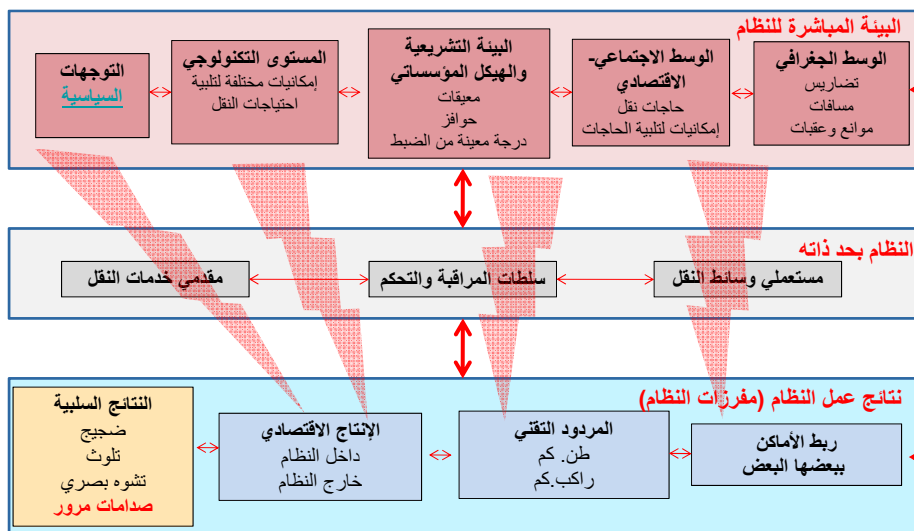 البيئة المباشرة للنظام
الوسط الجغرافي
تضاريس
مسافات
موانع وعقبات
الوسط الاجتماعي-
الاقتصادي
حاجات نقل
إمكانيات لتلبية الحاجات
البيئة التشريعية
والهيكل المؤسساتي
معيقات
حوافز
درجة معينة من الضبط
المستوى التكنولوجي
إمكانيات مختلفة لتلبية
احتياجات النقل
التوجهات
السياسية
النظام بحد ذاته
مستعملي وسائط النقل
سلطات المراقبة والتحكم
مقدمي خدمات النقل
نتائج عمل النظام (مفرزات النظام)
ربط الأماكن
ببعضها البعض
المردود التقني
طن. كم
راكب.كم
الإنتاج الاقتصادي
داخل النظام
خارج النظام
النتائج السلبية
ضجيج
تلوث
تشوه بصري
صدامات مرور